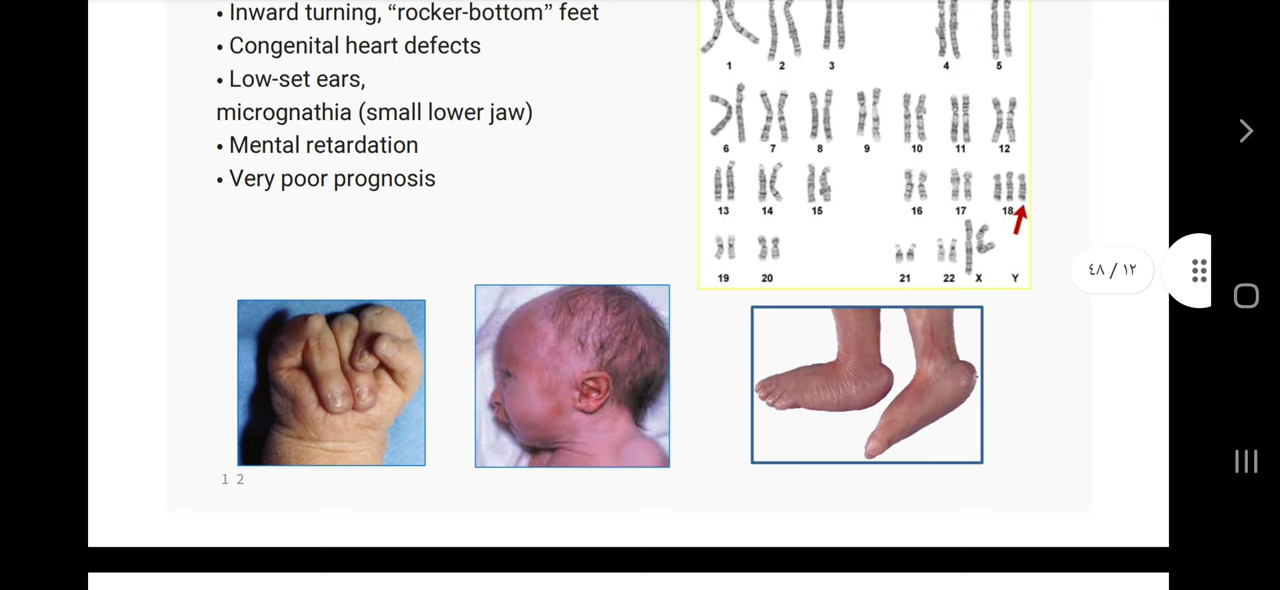 • Inward turning, “rocker-bottom” feet
• Congenital heart defects
• Low-set ears,
micrognathia (small lower jaw)
• Mental retardation
• Very poor prognosis
1 2 3 4 5
6 7 8 9 10 11 12
13 14 15 16 17 18
19 20 21 22 X Y
٤٨ / ١٢
1 2